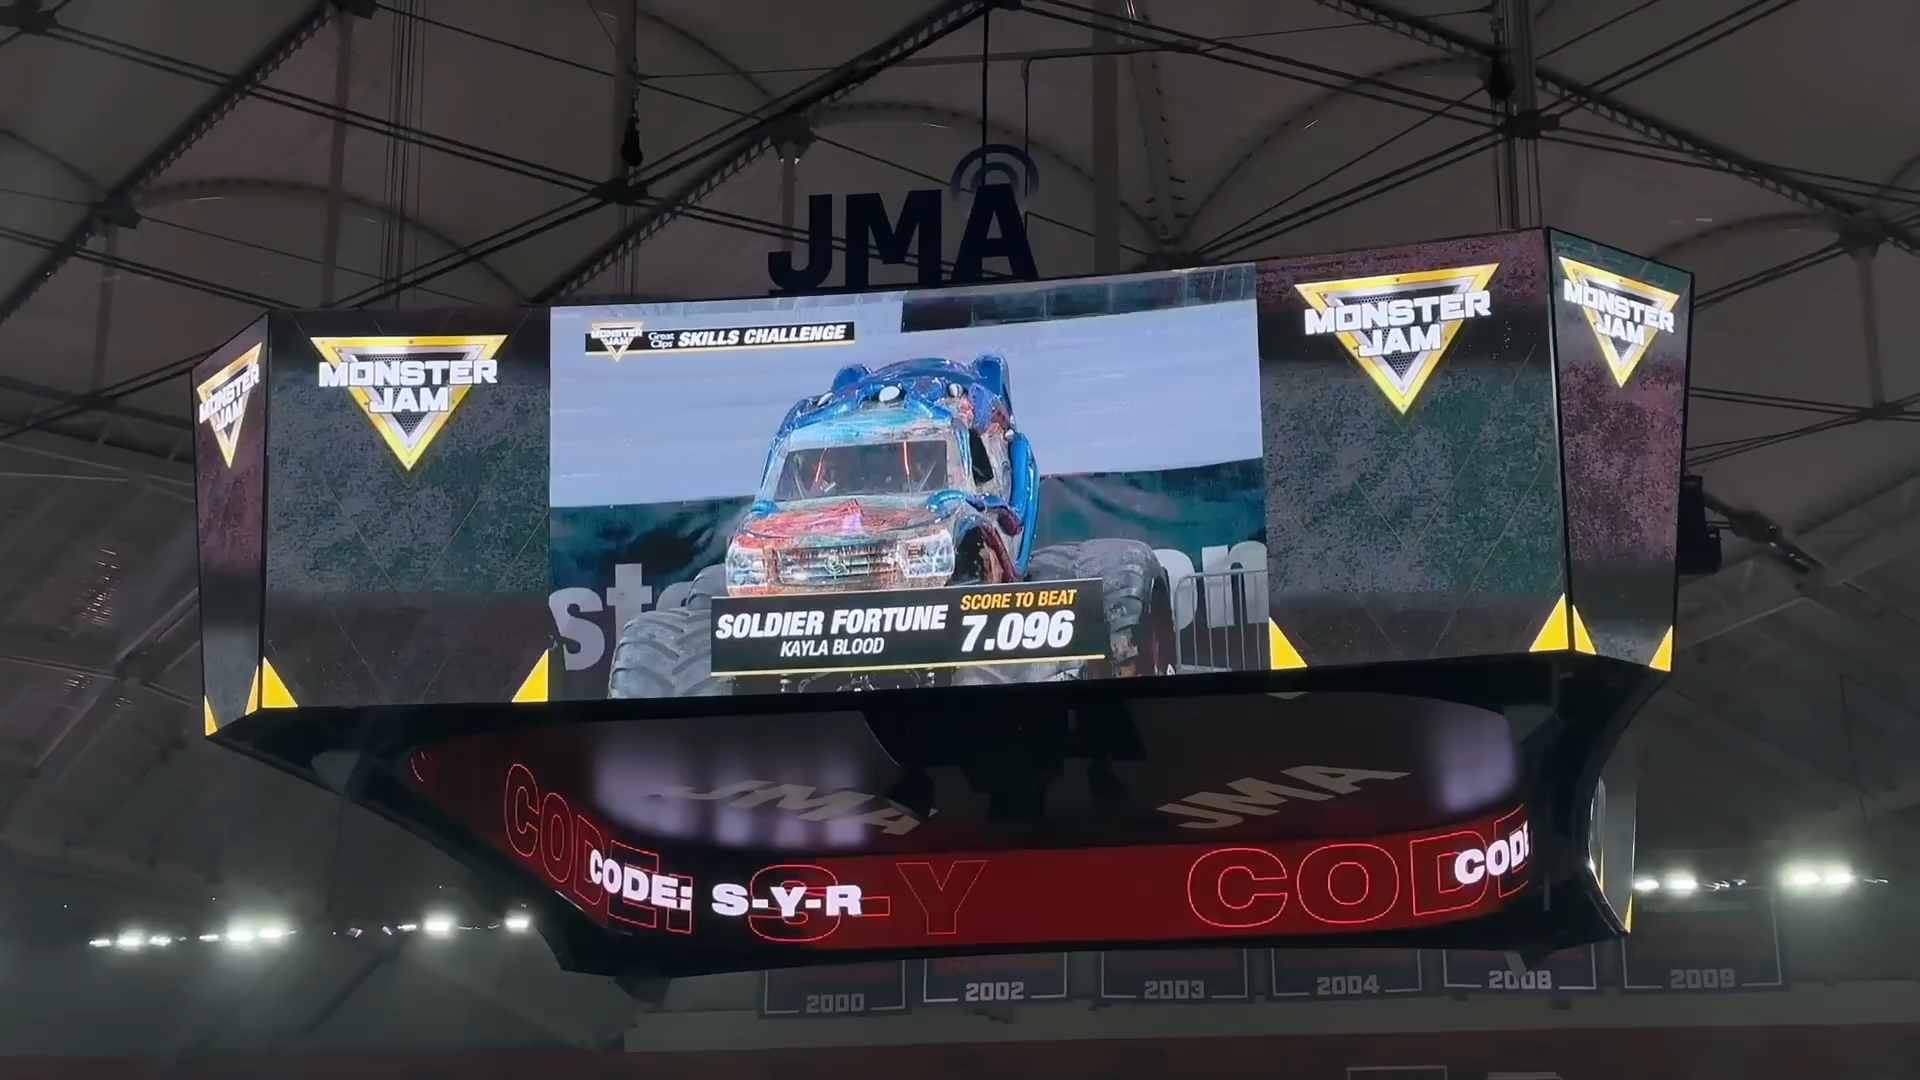 JMA
MONSTER
JAM
MONSTER
JAM
MONSTER
JAM
MONSTER
JAM
MONSTER
JAM
Great
Clips
SKILLS CHALLENGE
SOLDIER FORTUNE
KAYLA BLOOD
SCORE TO BEAT
7.096
JMA
JMA
CODE: S-Y
CODE: S-Y-R
COD
CODE
2000
2002
2003
2004
2008
2009